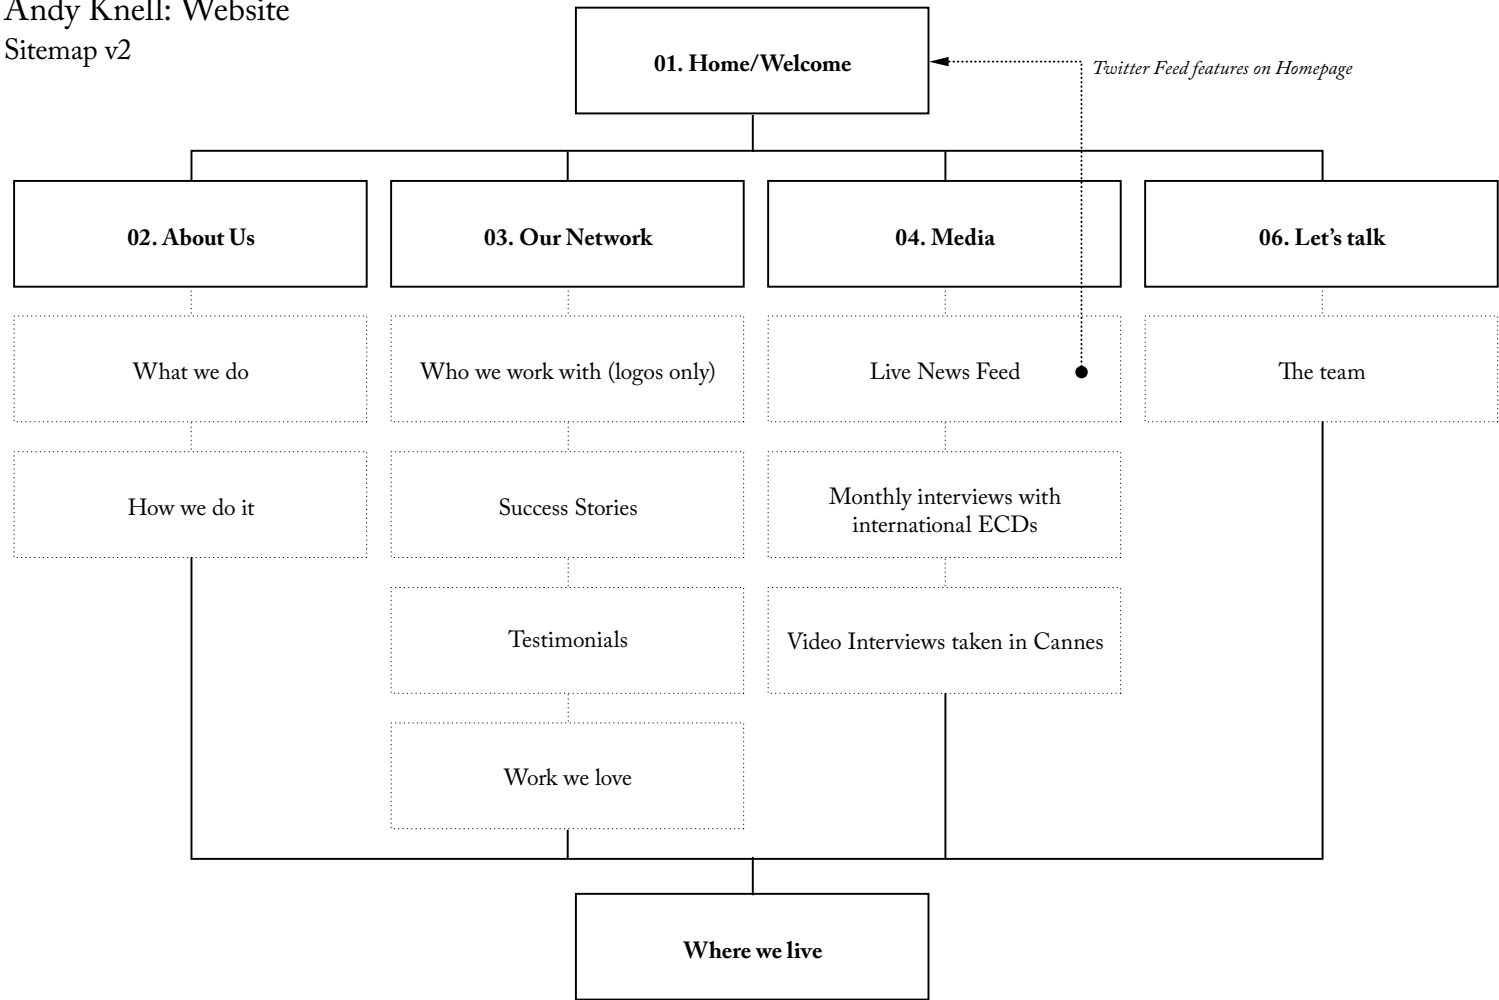 Andy Knell: Website
Sitemap v2
01. Home/Welcome
Twitter Feed features on Homepage
02. About Us
03. Our Network
04. Media
06. Let’s talk
What we do
Who we work with (logos only)
Live News Feed
The team
How we do it
Success Stories
Monthly interviews with
international ECDs
Testimonials
Video Interviews taken in Cannes
Work we love
Where we live